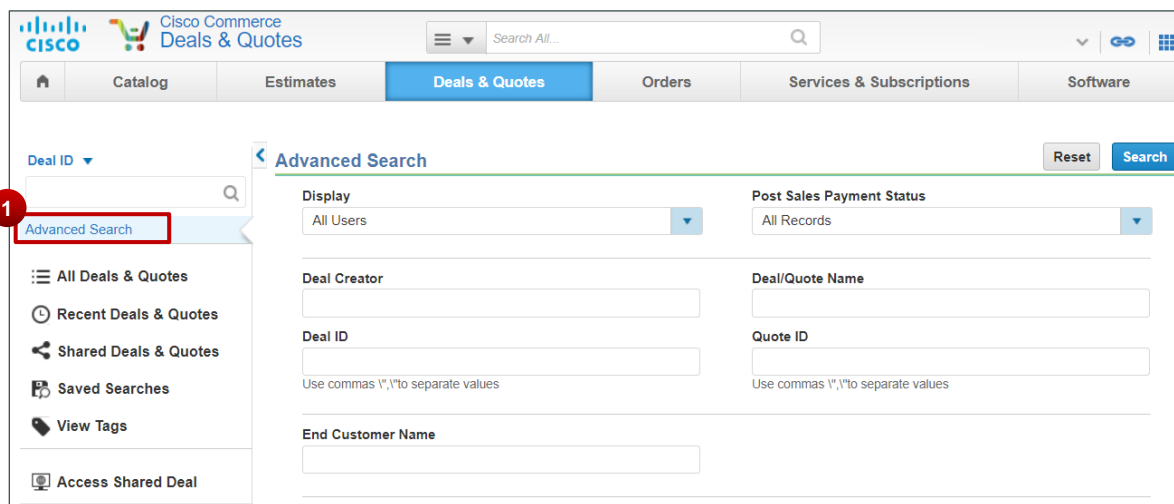 CISCO
Cisco Commerce
Deals & Quotes
Search All...
Catalog
Estimates
Deals & Quotes
Orders
Services & Subscriptions
Software
Deal ID
1
Advanced Search
All Deals & Quotes
Recent Deals & Quotes
Shared Deals & Quotes
Saved Searches
View Tags
Access Shared Deal
Advanced Search
Reset
Search
Display
Post Sales Payment Status
All Users
All Records
Deal Creator
Deal/Quote Name
Deal ID
Quote ID
Use commas \",\"to separate values
Use commas \",\"to separate values
End Customer Name